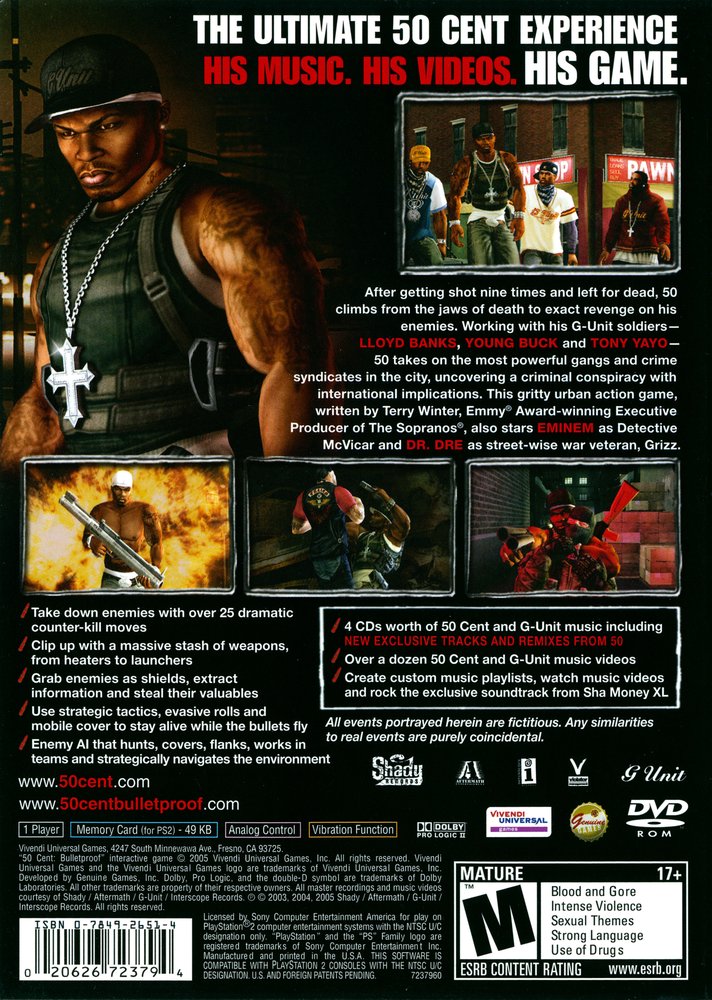 THE ULTIMATE 50 CENT EXPERIENCE
HIS MUSIC. HIS VIDEOS. HIS GAME.
G-Unit
PAWN
After getting shot nine times and left for dead, 50
climbs from the jaws of death to exact revenge on his
enemies. Working with his G-Unit soldiers—
LLOYD BANKS, YOUNG BUCK and TONY YAYO—
50 takes on the most powerful gangs and crime
syndicates in the city, uncovering a criminal conspiracy with
international implications. This gritty urban action game,
written by Terry Winter, Emmy® Award-winning Executive
Producer of The Sopranos®, also stars EMINEM as Detective
McVicar and DR. DRE as street-wise war veteran, Grizz.
Take down enemies with over 25 dramatic
counter-kill moves
Clip up with a massive stash of weapons,
from heaters to launchers
Grab enemies as shields, extract
information and steal their valuables
Use strategic tactics, evasive rolls and
mobile cover to stay alive while the bullets fly
Enemy AI that hunts, covers, flanks, works in
teams and strategically navigates the environment
4 CDs worth of 50 Cent and G-Unit music including
NEW EXCLUSIVE TRACKS AND REMIXES FROM 50
Over a dozen 50 Cent and G-Unit music videos
Create custom music playlists, watch music videos
and rock the exclusive soundtrack from Sha Money XL
All events portrayed herein are fictitious. Any similarities
to real events are purely coincidental.
www.50cent.com
www.50centbulletproof.com
Shady
RECORDS
AFTERMATH
i
V
violator
G Unit
1 Player
Memory Card (for PS2) - 49 KB
Analog Control
Vibration Function
DOLBY
PRO LOGIC II
VIVENDI
UNIVERSAL
games
Genuine
GAMES
DVD
ROM
Vivendi Universal Games, 4247 South Minnewawa Ave., Fresno, CA 93725.
"50 Cent: Bulletproof" interactive game © 2005 Vivendi Universal Games, Inc. All rights reserved. Vivendi
Universal Games and the Vivendi Universal Games logo are trademarks of Vivendi Universal Games, Inc.
Developed by Genuine Games, Inc. Dolby, Pro Logic, and the double-D symbol are trademarks of Dolby
Laboratories. All other trademarks are property of their respective owners. All master recordings and music videos
courtesy of Shady / Aftermath / G-Unit / Interscope Records. ℗ © 2003, 2004, 2005 Shady / Aftermath / G-Unit /
Interscope Records. All rights reserved.
ISBN 0-7849-2651-4
0 20626 72379 4
Licensed by Sony Computer Entertainment America for play on
PlayStation®2 computer entertainment systems with the NTSC U/C
designation only. "PlayStation" and the "PS" Family logo are
registered trademarks of Sony Computer Entertainment Inc.
Manufactured and printed in the U.S.A. THIS SOFTWARE IS
COMPATIBLE WITH PLAYSTATION 2 CONSOLES WITH THE NTSC U/C
DESIGNATION. U.S. AND FOREIGN PATENTS PENDING.
7237960
MATURE 17+
M
TM
®
Blood and Gore
Intense Violence
Sexual Themes
Strong Language
Use of Drugs
ESRB CONTENT RATING www.esrb.org